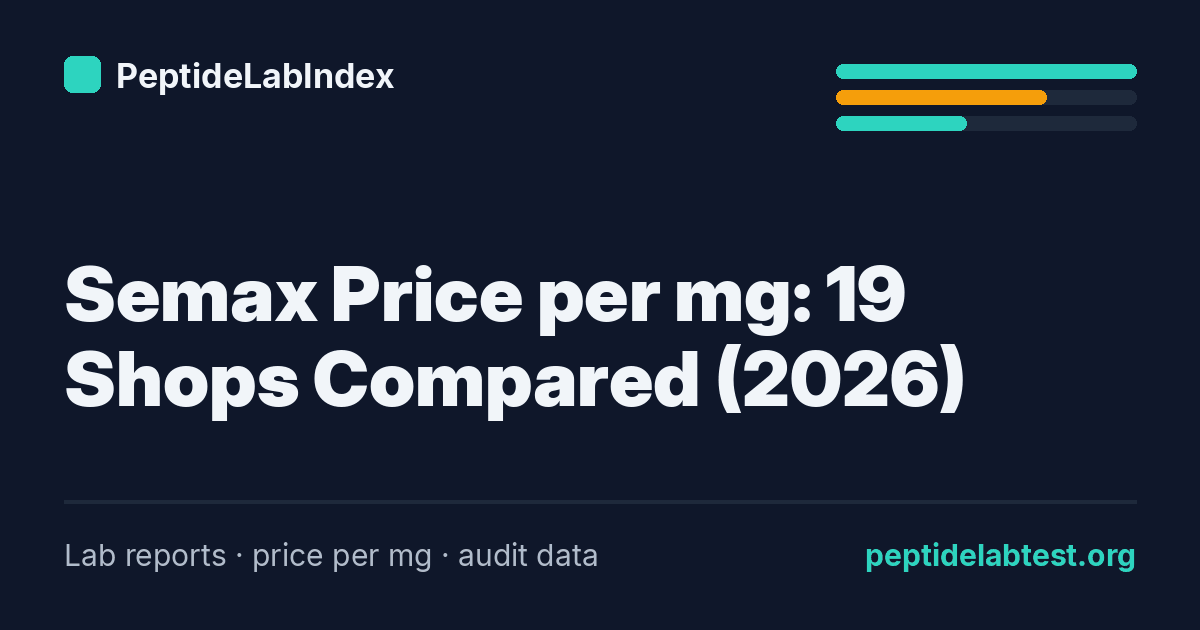 PeptideLabIndex
Semax Price per mg: 19
Shops Compared (2026)
Lab reports · price per mg · audit data
peptidelabtest.org